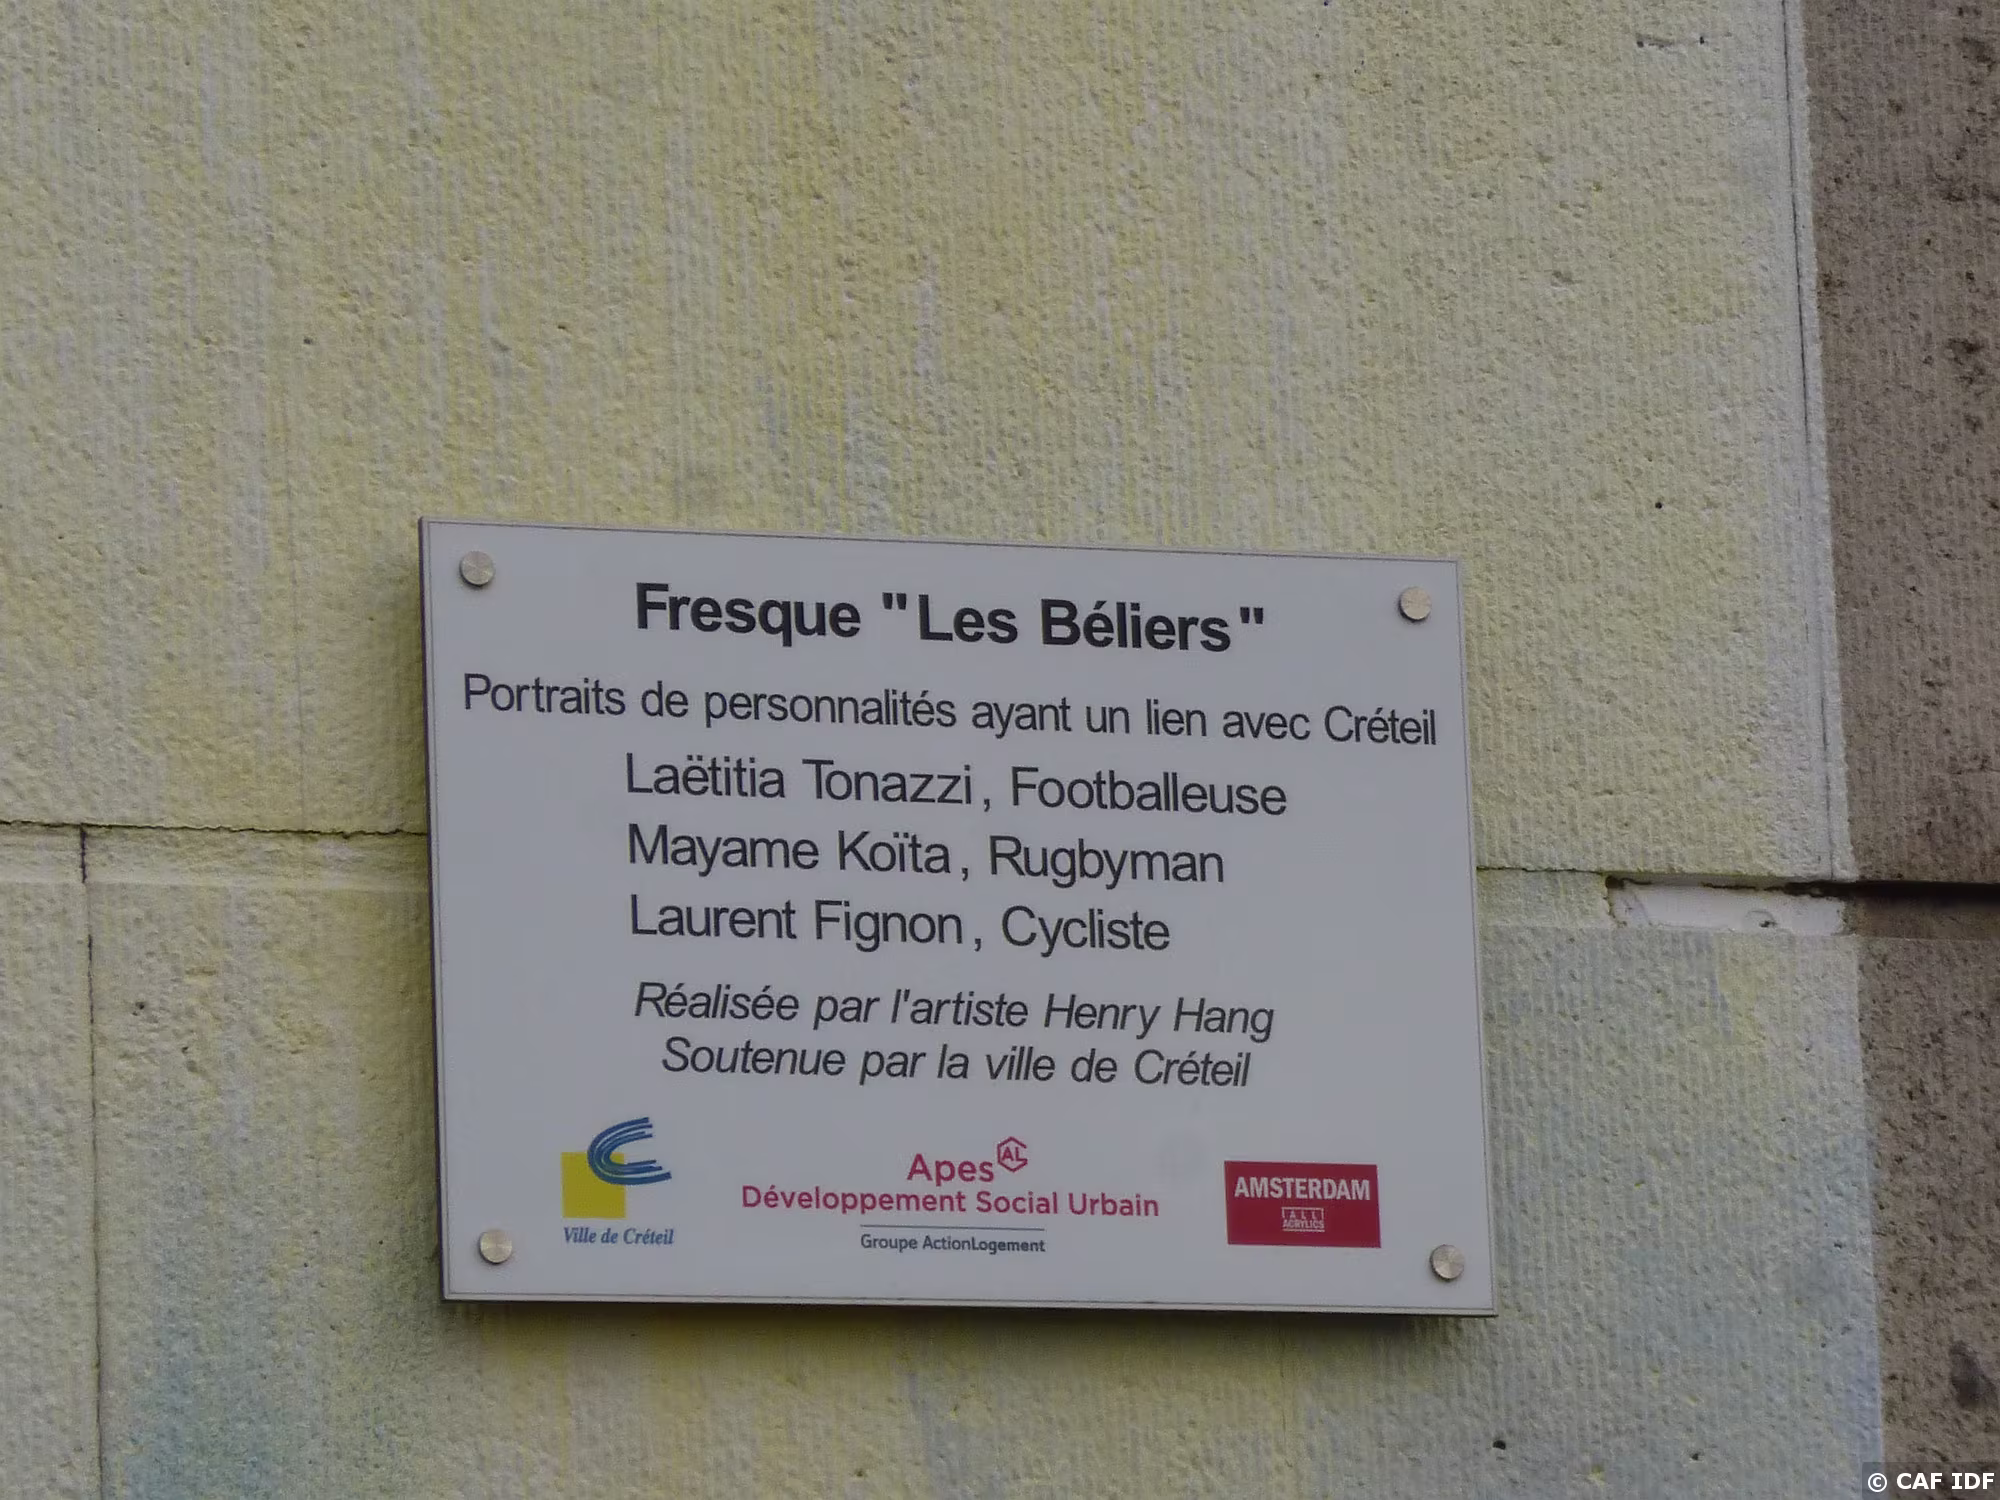 Fresque "Les Béliers"
Portraits de personnalités ayant un lien avec Créteil
Laëtitia Tonazzi, Footballeuse
Mayame Koïta, Rugbyman
Laurent Fignon, Cycliste
Réalisée par l'artiste Henry Hang
Soutenue par la ville de Créteil
Ville de Créteil
Apes AL
Développement Social Urbain
Groupe ActionLogement
AMSTERDAM
ALL
ACRYLICS
© CAF IDF